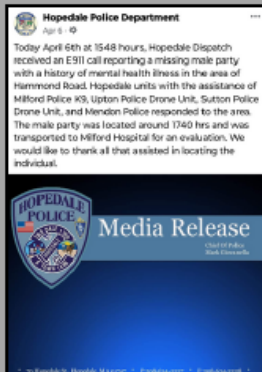 Hopedale Police Department
Apr 6
Today April 6th at 1548 hours, Hopedale Dispatch
received an E911 call reporting a missing male party
with a history of mental health illness in the area of
Hammond Road. Hopedale units with the assistance of
Milford Police K9, Upton Police Drone Unit, Sutton Police
Drone Unit, and Mendon Police responded to the area.
The male party was located around 1740 hrs and was
transported to Milford Hospital for an evaluation. We
would like to thank all that assisted in locating the
individual.
HOPEDALE
POLICE
Media Release
Chief Of Police
Mark